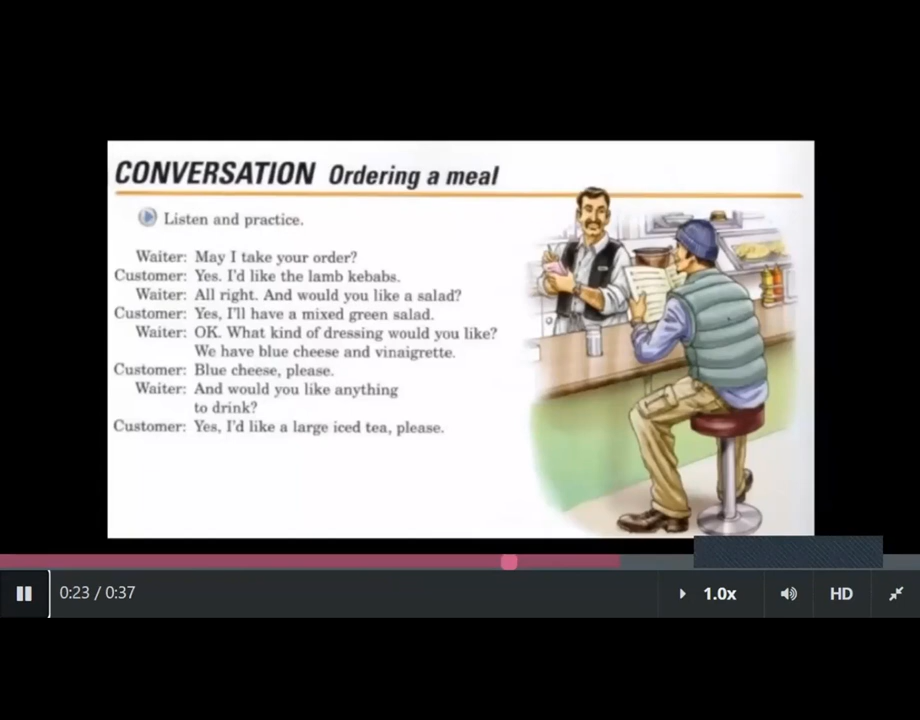 CONVERSATION Ordering a meal
Listen and practice.
Waiter: May I take your order?
Customer: Yes. I'd like the lamb kebabs.
Waiter: All right. And would you like a salad?
Customer: Yes, I'll have a mixed green salad.
Waiter: OK. What kind of dressing would you like?
We have blue cheese and vinaigrette.
Customer: Blue cheese, please.
Waiter: And would you like anything
to drink?
Customer: Yes, I'd like a large iced tea, please.
0:23 / 0:37
1.0x
HD